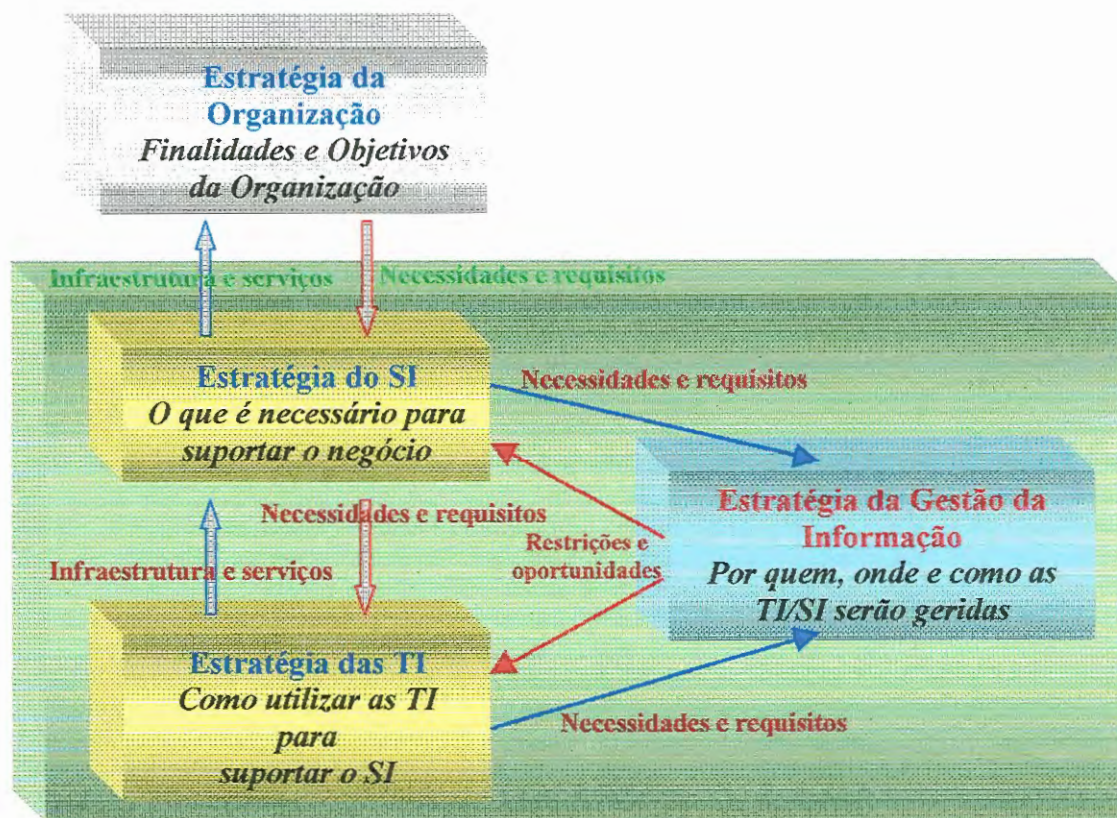 Estratégia da
Organização
Finalidades e Objetivos
da Organização
Infraestrutura e serviços
Necessidades e requisitos
Estratégia do SI
O que é necessário para
suportar o negócio
Necessidades e requisitos
Estratégia da Gestão da
Informação
Por quem, onde e como as
TI/SI serão geridas
Necessidades e requisitos
Restrições e
oportunidades
Infraestrutura e serviços
Estratégia das TI
Como utilizar as TI
para
suportar o SI
Necessidades e requisitos